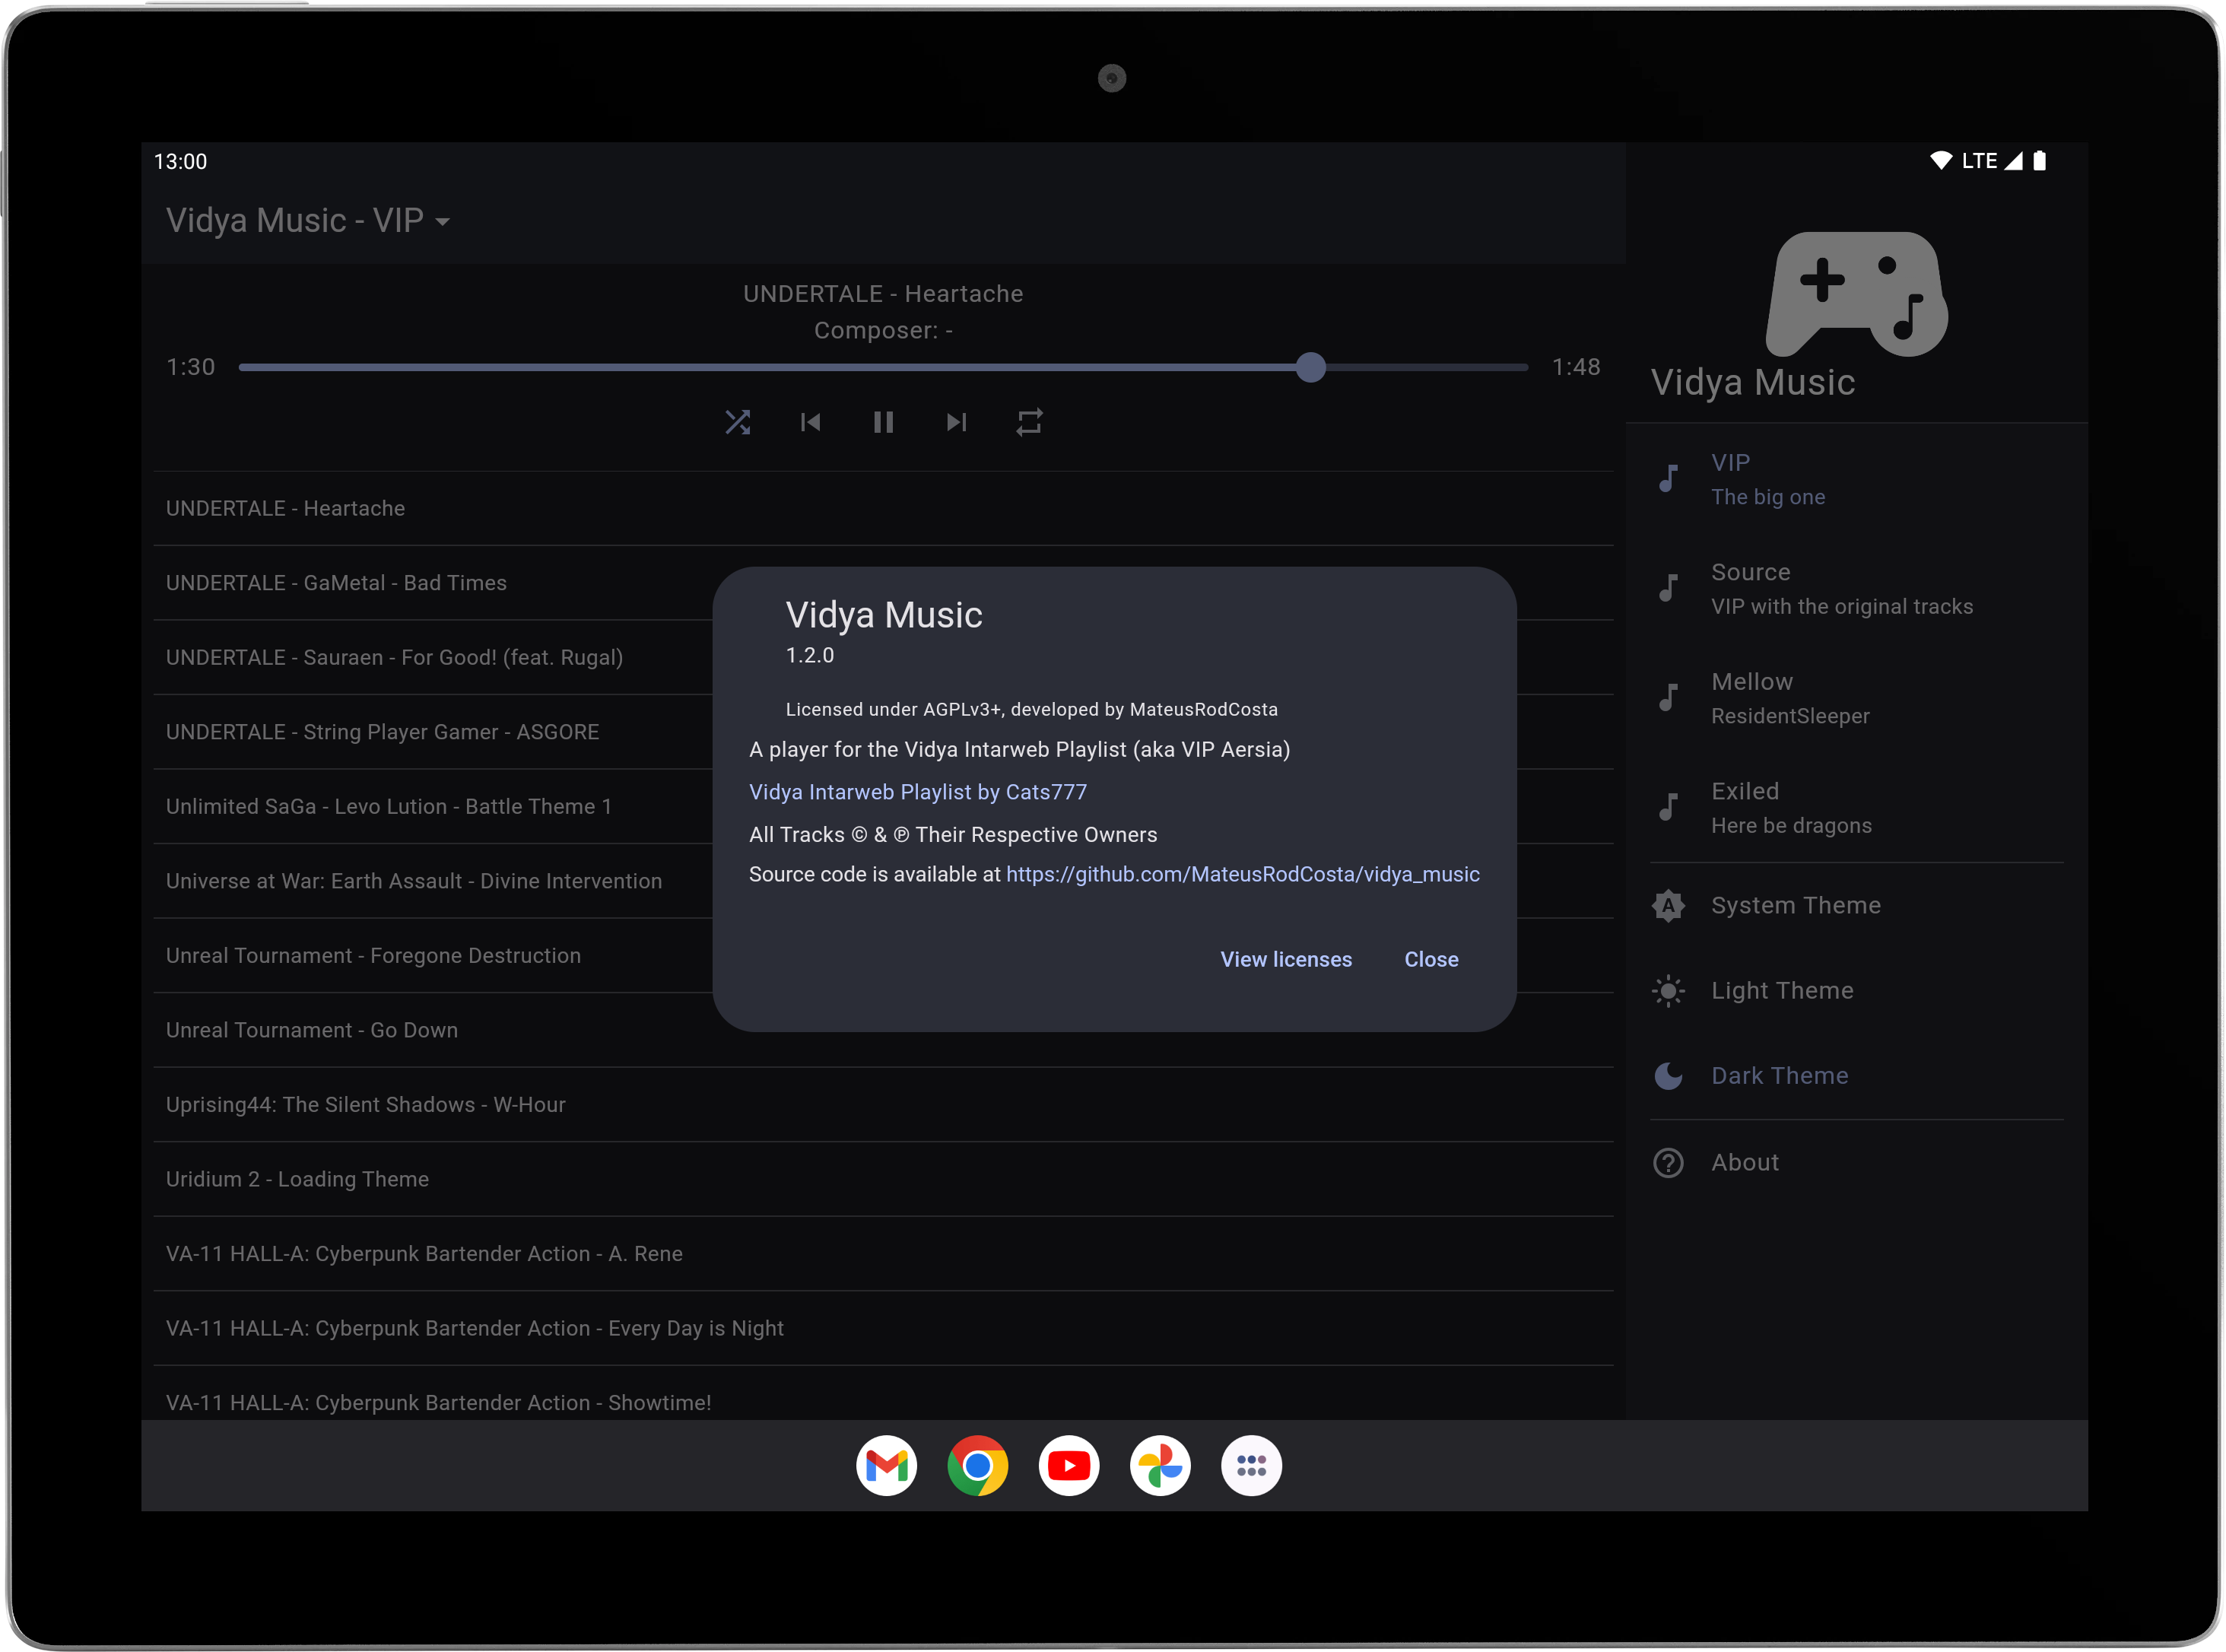 13:00
LTE
Vidya Music - VIP
UNDERTALE - Heartache
Composer: -
1:30
1:48
UNDERTALE - Heartache
UNDERTALE - GaMetal - Bad Times
UNDERTALE - Sauraen - For Good! (feat. Rugal)
UNDERTALE - String Player Gamer - ASGORE
Unlimited SaGa - Levo Lution - Battle Theme 1
Universe at War: Earth Assault - Divine Intervention
Unreal Tournament - Foregone Destruction
Unreal Tournament - Go Down
Uprising44: The Silent Shadows - W-Hour
Uridium 2 - Loading Theme
VA-11 HALL-A: Cyberpunk Bartender Action - A. Rene
VA-11 HALL-A: Cyberpunk Bartender Action - Every Day is Night
VA-11 HALL-A: Cyberpunk Bartender Action - Showtime!
Vidya Music
1.2.0
Licensed under AGPLv3+, developed by MateusRodCosta
A player for the Vidya Intarweb Playlist (aka VIP Aersia)
Vidya Intarweb Playlist by Cats777
All Tracks © & ℗ Their Respective Owners
Source code is available at https://github.com/MateusRodCosta/vidya_music
View licenses
Close
Vidya Music
VIP
The big one
Source
VIP with the original tracks
Mellow
ResidentSleeper
Exiled
Here be dragons
A
System Theme
Light Theme
Dark Theme
About